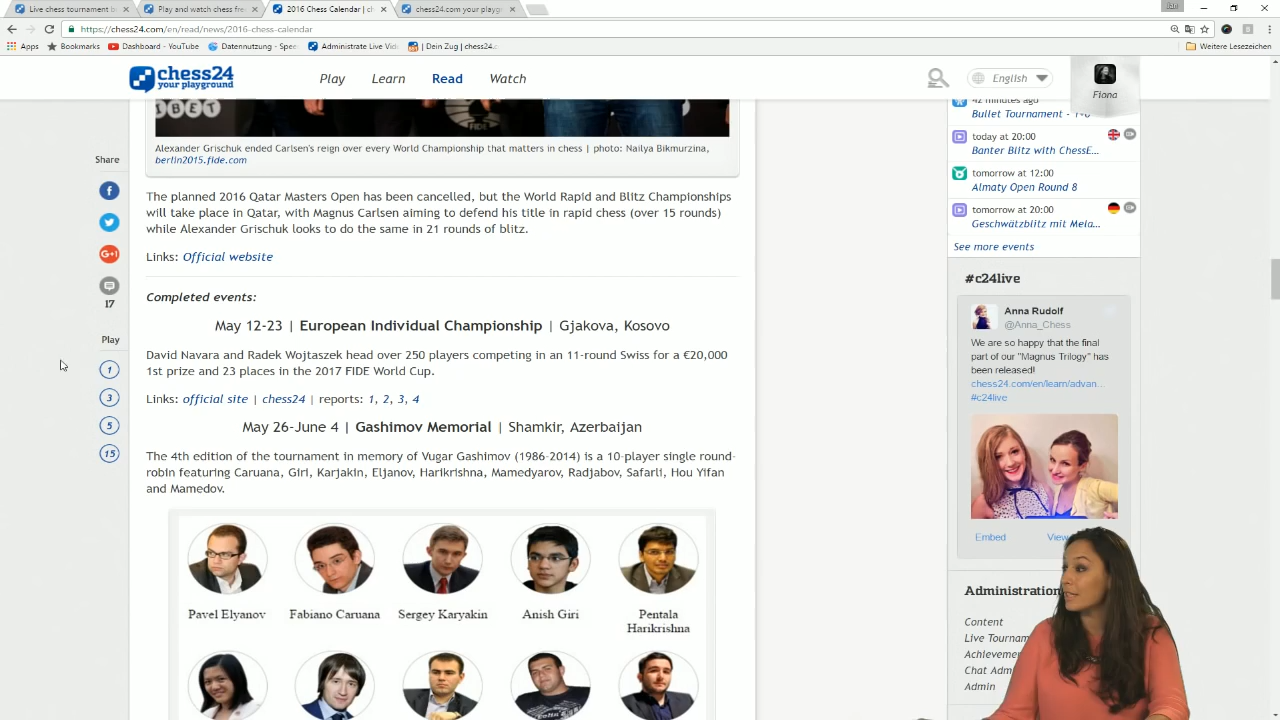 Live chess tournament b
Play and watch chess fre
2016 Chess Calendar | ch
chess24.com your playg
https://chess24.com/en/read/news/2016-chess-calendar
Apps
Bookmarks
Dashboard - YouTube
Datennutzung - Spee
Administrate Live Vid
| Dein Zug | chess24.c
Weitere Lesezeichen
chess24
your playground
Play
Learn
Read
Watch
English
Fiona
IBET
FIDE
Share
17
Play
1
3
5
15
Alexander Grischuk ended Carlsen's reign over every World Championship that matters in chess | photo: Nailya Bikmurzina,
berlin2015.fide.com
The planned 2016 Qatar Masters Open has been cancelled, but the World Rapid and Blitz Championships
will take place in Qatar, with Magnus Carlsen aiming to defend his title in rapid chess (over 15 rounds)
while Alexander Grischuk looks to do the same in 21 rounds of blitz.
Links: Official website
Completed events:
May 12-23 | European Individual Championship | Gjakova, Kosovo
David Navara and Radek Wojtaszek head over 250 players competing in an 11-round Swiss for a €20,000
1st prize and 23 places in the 2017 FIDE World Cup.
Links: official site | chess24 | reports: 1, 2, 3, 4
May 26-June 4 | Gashimov Memorial | Shamkir, Azerbaijan
The 4th edition of the tournament in memory of Vugar Gashimov (1986-2014) is a 10-player single round-
robin featuring Caruana, Giri, Karjakin, Eljanov, Harikrishna, Mamedyarov, Radjabov, Safarli, Hou Yifan
and Mamedov.
Pavel Elyanov
Fabiano Caruana
Sergey Karyakin
Anish Giri
Pentala
Harikrishna
42 minutes ago
Bullet Tournament - 1+0
today at 20:00
Banter Blitz with ChessE...
tomorrow at 12:00
Almaty Open Round 8
tomorrow at 20:00
Geschwätzblitz mit Mela...
See more events
#c24live
Anna Rudolf
@Anna_Chess
We are so happy that the final
part of our "Magnus Trilogy" has
been released!
chess24.com/en/learn/advan...
#c24live
Embed
View
Administration
Content
Live Tournam
Achieveme
Chat Adm
Admin